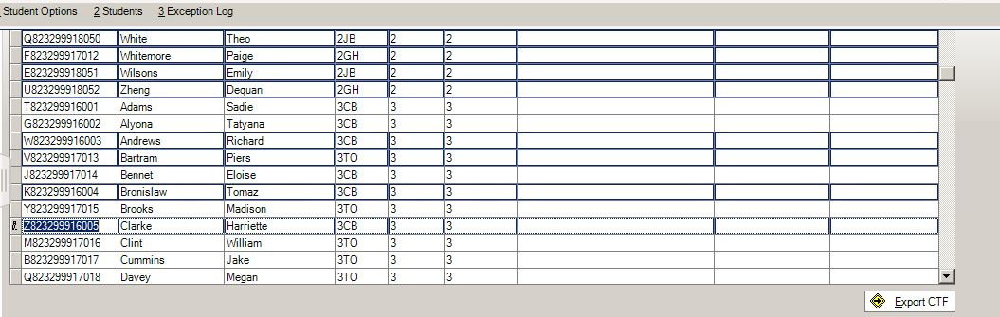 1 Student Options 2 Students 3 Exception Log
Q823299918050 White Theo 2JB 2 2
F823299917012 Whitemore Paige 2GH 2 2
E823299918051 Wilsons Emily 2JB 2 2
U823299918052 Zheng Dequan 2GH 2 2
T823299916001 Adams Sadie 3CB 3 3
G823299916002 Alyona Tatyana 3CB 3 3
W823299916003 Andrews Richard 3CB 3 3
V823299917013 Bartram Piers 3TO 3 3
J823299917014 Bennet Eloise 3CB 3 3
K823299916004 Bronislaw Tomaz 3CB 3 3
Y823299917015 Brooks Madison 3TO 3 3
Z823299916005 Clarke Harriette 3CB 3 3
M823299917016 Clint William 3TO 3 3
B823299917017 Cummins Jake 3TO 3 3
Q823299917018 Davey Megan 3TO 3 3
Export CTF